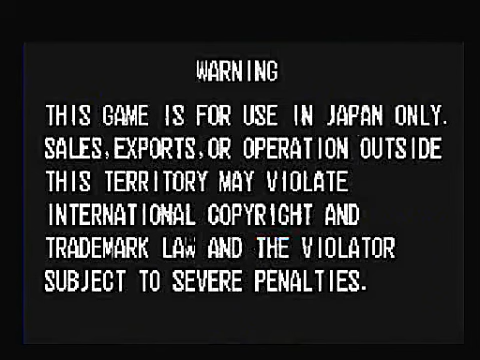 WARNING
THIS GAME IS FOR USE IN JAPAN ONLY.
SALES,EXPORTS,OR OPERATION OUTSIDE
THIS TERRITORY MAY VIOLATE
INTERNATIONAL COPYRIGHT AND
TRADEMARK LAW AND THE VIOLATOR
SUBJECT TO SEVERE PENALTIES.